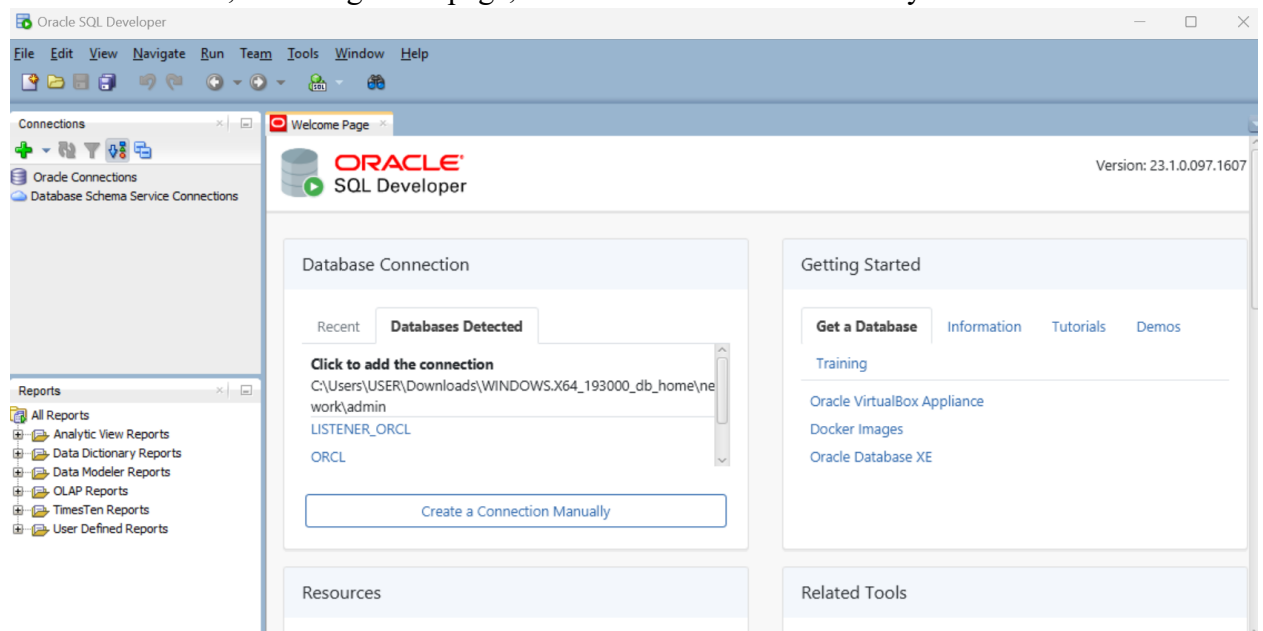 Oracle SQL Developer
File Edit View Navigate Run Team Tools Window Help
Connections
Oracle Connections
Database Schema Service Connections
Reports
All Reports
Analytic View Reports
Data Dictionary Reports
Data Modeler Reports
OLAP Reports
TimesTen Reports
User Defined Reports
Welcome Page
ORACLE
SQL Developer
Version: 23.1.0.097.1607
Database Connection
Recent Databases Detected
Click to add the connection
C:\Users\USER\Downloads\WINDOWS.X64_193000_db_home\ne
work\admin
LISTENER_ORCL
ORCL
Create a Connection Manually
Getting Started
Get a Database Information Tutorials Demos
Training
Oracle VirtualBox Appliance
Docker Images
Oracle Database XE
Resources
Related Tools